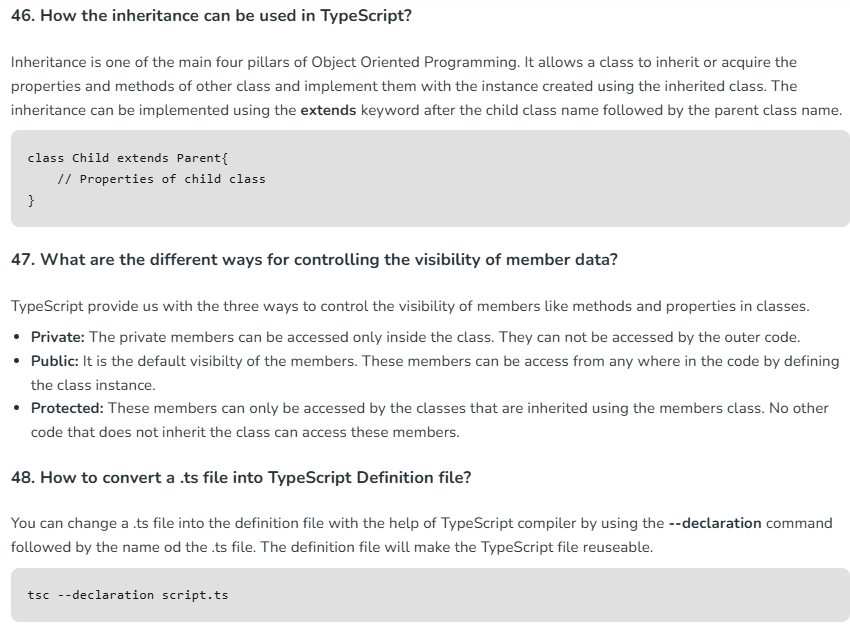 46. How the inheritance can be used in TypeScript?
Inheritance is one of the main four pillars of Object Oriented Programming. It allows a class to inherit or acquire the
properties and methods of other class and implement them with the instance created using the inherited class. The
inheritance can be implemented using the extends keyword after the child class name followed by the parent class name.
class Child extends Parent{
    // Properties of child class
}
47. What are the different ways for controlling the visibility of member data?
TypeScript provide us with the three ways to control the visibility of members like methods and properties in classes.
• Private: The private members can be accessed only inside the class. They can not be accessed by the outer code.
• Public: It is the default visibilty of the members. These members can be access from any where in the code by defining
the class instance.
• Protected: These members can only be accessed by the classes that are inherited using the members class. No other
code that does not inherit the class can access these members.
48. How to convert a .ts file into TypeScript Definition file?
You can change a .ts file into the definition file with the help of TypeScript compiler by using the --declaration command
followed by the name od the .ts file. The definition file will make the TypeScript file reuseable.
tsc --declaration script.ts